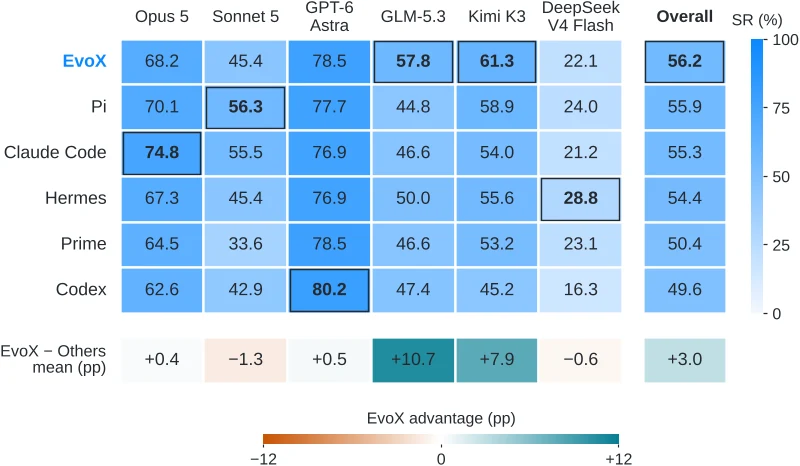 Opus 5 Sonnet 5 GPT-6 Astra GLM-5.3 Kimi K3 DeepSeek V4 Flash Overall SR (%)
EvoX 68.2 45.4 78.5 57.8 61.3 22.1 56.2
Pi 70.1 56.3 77.7 44.8 58.9 24.0 55.9
Claude Code 74.8 55.5 76.9 46.6 54.0 21.2 55.3
Hermes 67.3 45.4 76.9 50.0 55.6 28.8 54.4
Prime 64.5 33.6 78.5 46.6 53.2 23.1 50.4
Codex 62.6 42.9 80.2 47.4 45.2 16.3 49.6
100
75
50
25
0
EvoX − Others
mean (pp)
+0.4 −1.3 +0.5 +10.7 +7.9 −0.6 +3.0
EvoX advantage (pp)
−12 0 +12